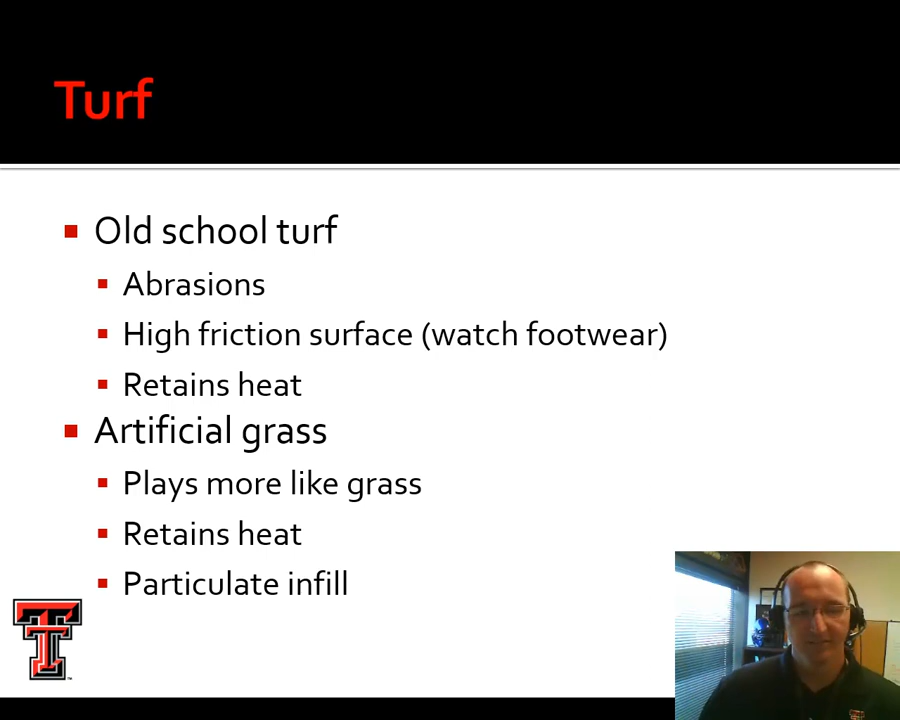 Turf
Old school turf
Abrasions
High friction surface (watch footwear)
Retains heat
Artificial grass
Plays more like grass
Retains heat
Particulate infill
TM